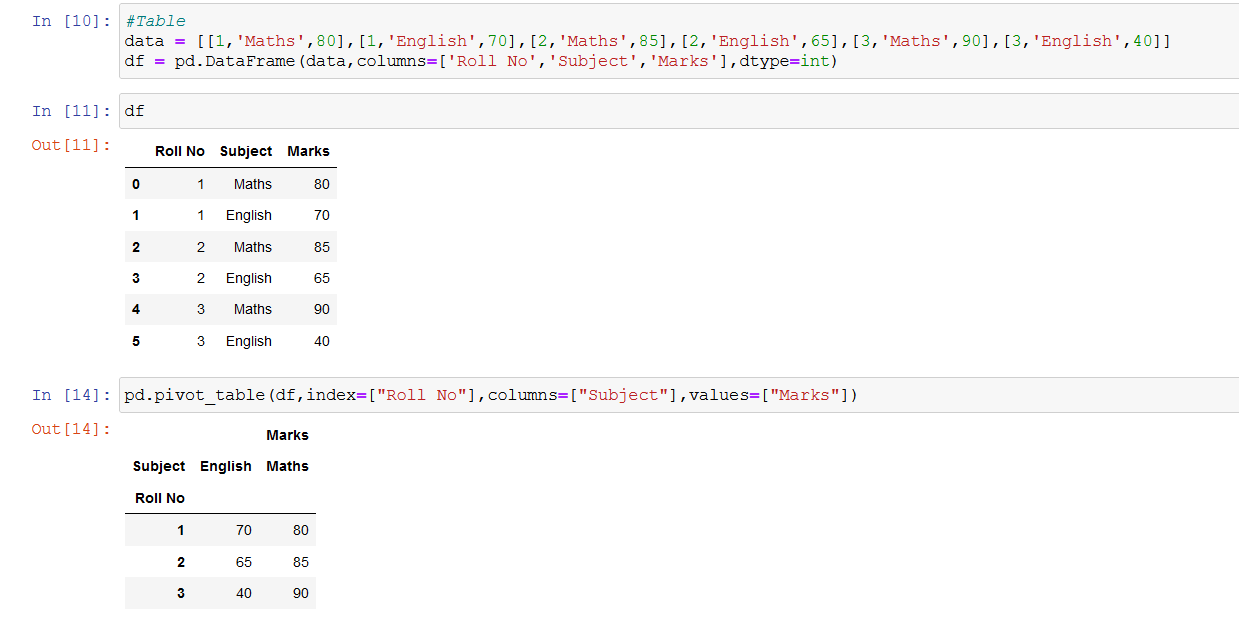 In [10]: #Table
data = [[1,'Maths',80],[1,'English',70],[2,'Maths',85],[2,'English',65],[3,'Maths',90],[3,'English',40]]
df = pd.DataFrame(data,columns=['Roll No','Subject','Marks'],dtype=int)
In [11]: df
Out[11]:
Roll No Subject Marks
0 1 Maths 80
1 1 English 70
2 2 Maths 85
3 2 English 65
4 3 Maths 90
5 3 English 40
In [14]: pd.pivot_table(df,index=["Roll No"],columns=["Subject"],values=["Marks"])
Out[14]:
Marks
Subject English Maths
Roll No
1 70 80
2 65 85
3 40 90